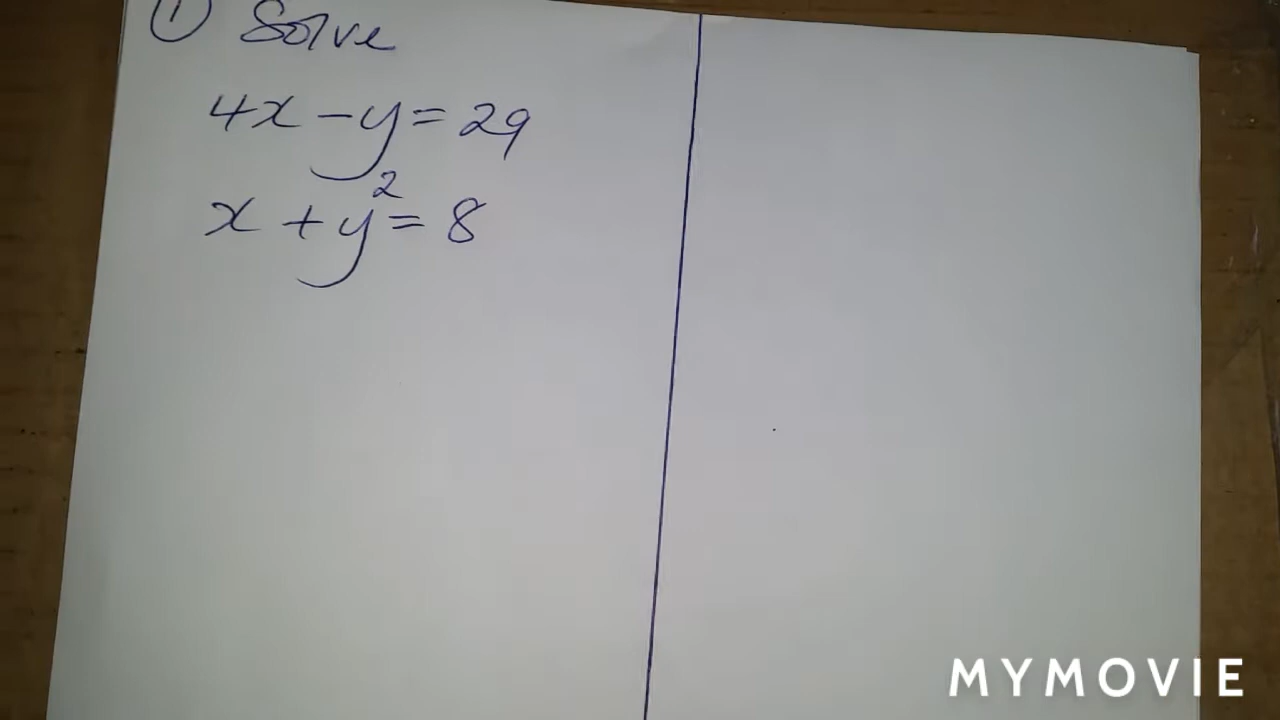 ① Solve
4x - y = 29
x + y² = 8
MYMOVIE